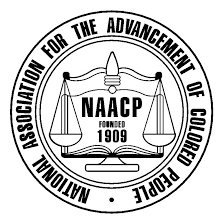 NATIONAL ASSOCIATION FOR THE ADVANCEMENT OF COLORED PEOPLE
NAACP
FOUNDED
1909